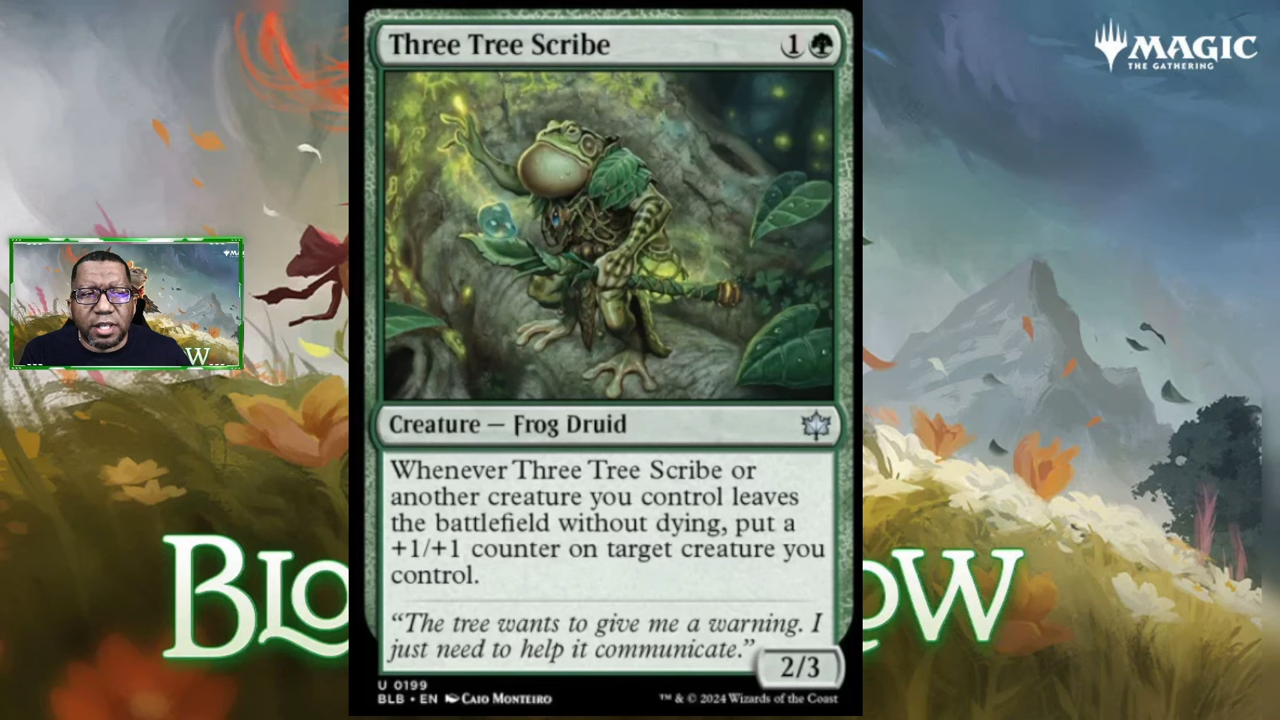 MAGIC
THE GATHERING
Three Tree Scribe 1
Creature — Frog Druid
Whenever Three Tree Scribe or
another creature you control leaves
the battlefield without dying, put a
+1/+1 counter on target creature you
control.
“The tree wants to give me a warning. I
just need to help it communicate.”
2/3
U 0199
BLB • EN CAIO MONTEIRO
™ & © 2024 Wizards of the Coast
BLO
OW
W